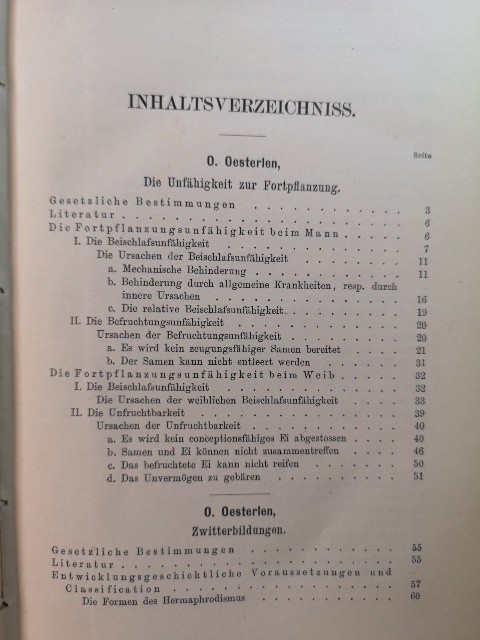 INHALTSVERZEICHNISS.
Seite
O. Oesterlen,
Die Unfähigkeit zur Fortpflanzung.
Gesetzliche Bestimmungen . . . . . . . . . . . . 3
Literatur . . . . . . . . . . . . . . . . . . 6
Die Fortpflanzungsunfähigkeit beim Mann . . . . . . 6
I. Die Beischlafsunfähigkeit . . . . . . . . . . . . 7
Die Ursachen der Beischlafsunfähigkeit . . . . . . . 11
a. Mechanische Behinderung . . . . . . . . . . 11
b. Behinderung durch allgemeine Krankheiten, resp. durch
innere Ursachen . . . . . . . . . . . . . 16
c. Die relative Beischlafsunfähigkeit. . . . . . . . . 19
II. Die Befruchtungsunfähigkeit . . . . . . . . . . . 20
Ursachen der Befruchtungsunfähigkeit . . . . . . . . 20
a. Es wird kein zeugungsfähiger Samen bereitet . . . . 21
b. Der Samen kann nicht entleert werden . . . . . . 31
Die Fortpflanzungsunfähigkeit beim Weib . . . . . . 32
I. Die Beischlafsunfähigkeit . . . . . . . . . . . . 32
Die Ursachen der weiblichen Beischlafsunfähigkeit . . . . 33
II. Die Unfruchtbarkeit . . . . . . . . . . . . . 39
Ursachen der Unfruchtbarkeit . . . . . . . . . . 40
a. Es wird kein conceptionsfähiges Ei abgestossen . . . . 40
b. Samen und Ei können nicht zusammentreffen . . . . 46
c. Das befruchtete Ei kann nicht reifen . . . . . . . 50
d. Das Unvermögen zu gebären . . . . . . . . . 51
O. Oesterlen,
Zwitterbildungen.
Gesetzliche Bestimmungen . . . . . . . . . . . 55
Literatur . . . . . . . . . . . . . . . . . . 55
Entwicklungsgeschichtliche Voraussetzungen und
Classification . . . . . . . . . . . . . . . . 57
Die Formen des Hermaphrodismus . . . . . . . . . . 60